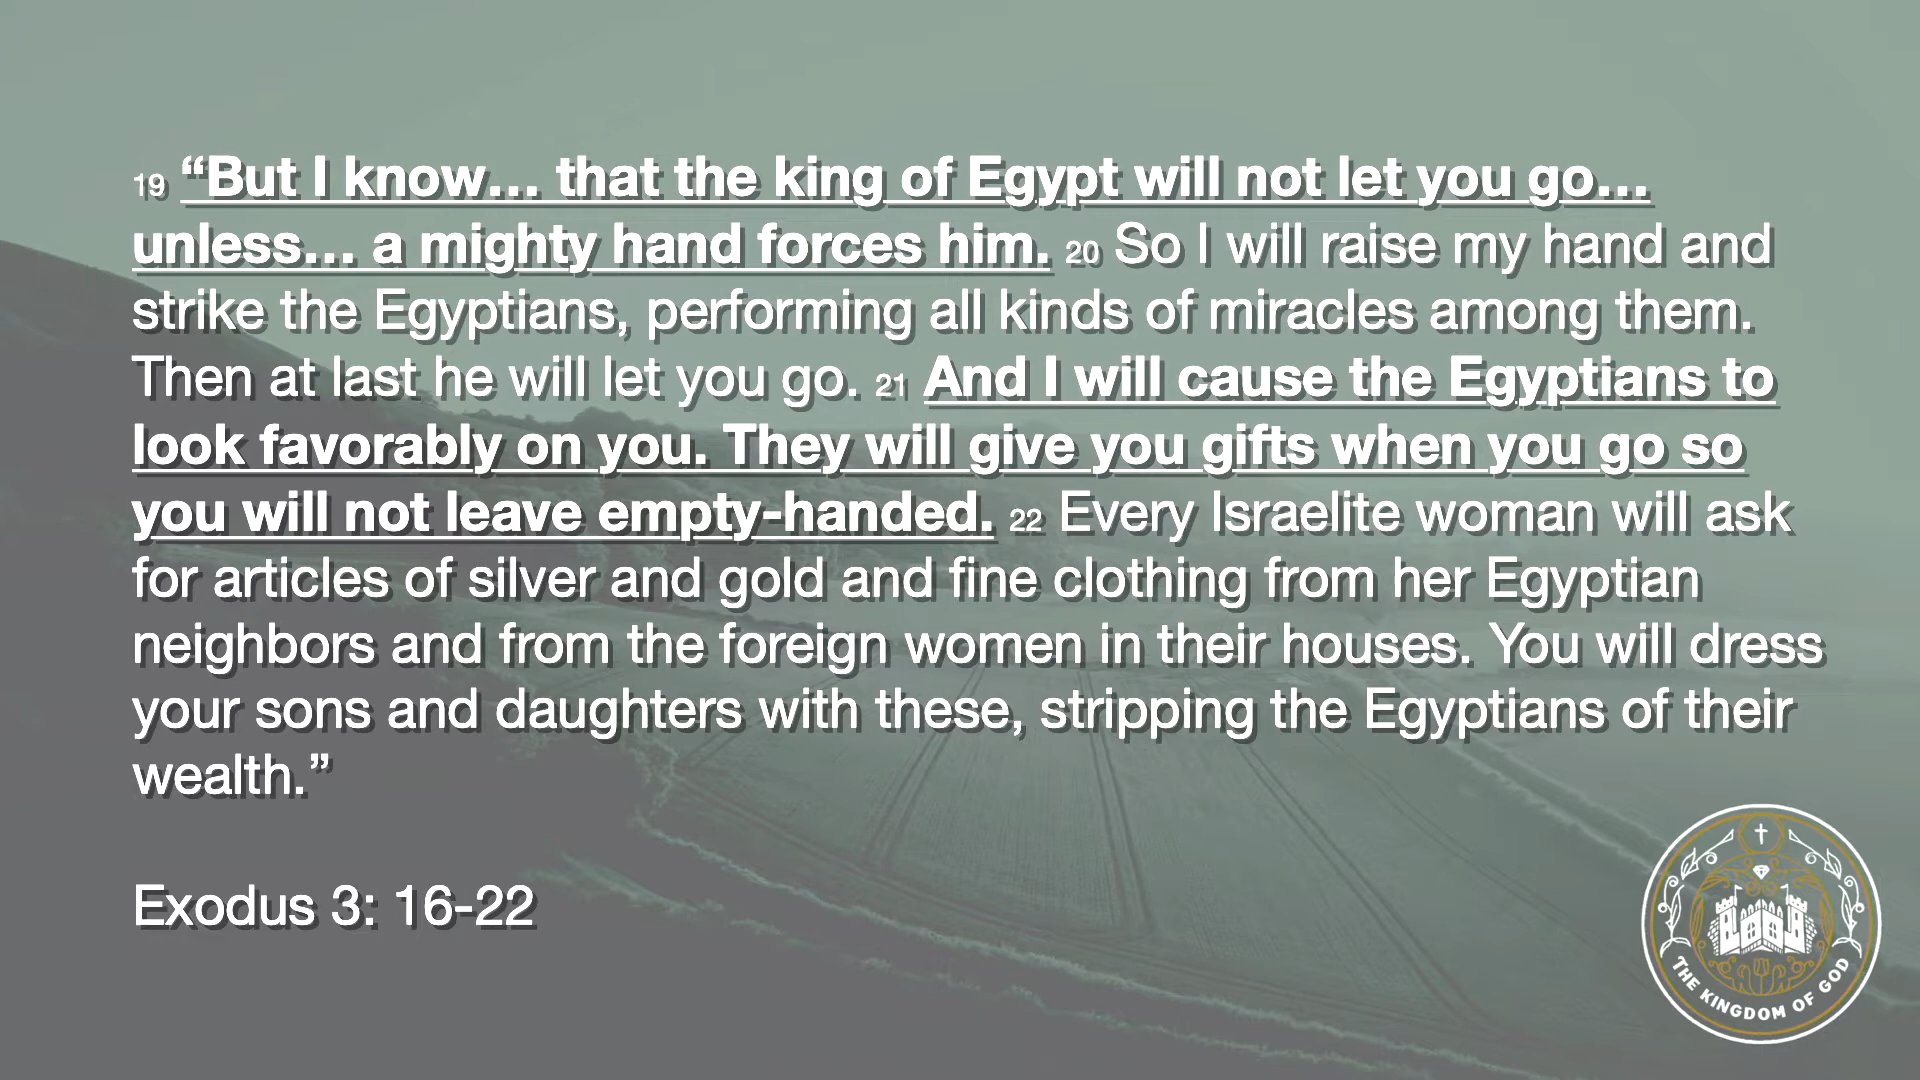 19 “But I know… that the king of Egypt will not let you go…
unless… a mighty hand forces him. 20 So I will raise my hand and
strike the Egyptians, performing all kinds of miracles among them.
Then at last he will let you go. 21 And I will cause the Egyptians to
look favorably on you. They will give you gifts when you go so
you will not leave empty-handed. 22 Every Israelite woman will ask
for articles of silver and gold and fine clothing from her Egyptian
neighbors and from the foreign women in their houses. You will dress
your sons and daughters with these, stripping the Egyptians of their
wealth.”
Exodus 3: 16-22
THE KINGDOM OF GOD